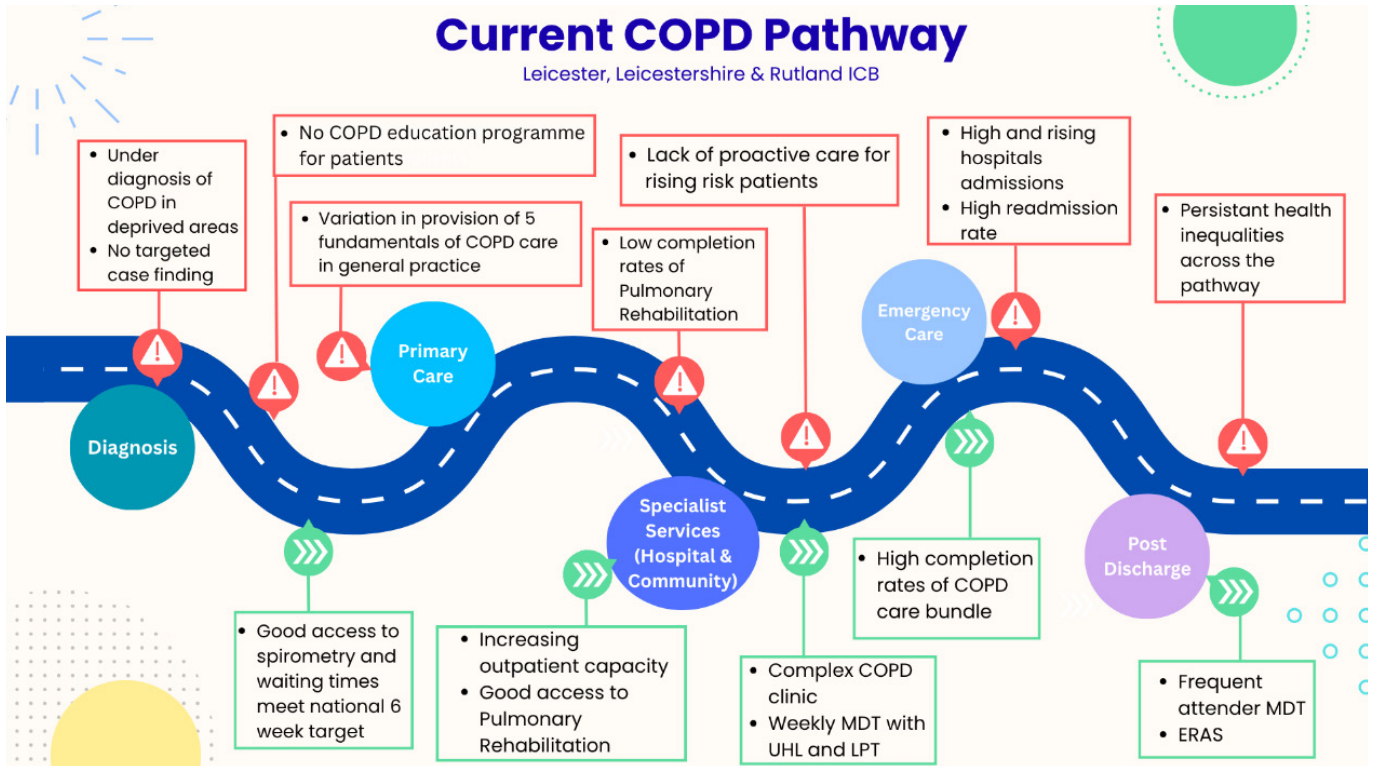 Current COPD Pathway
Leicester, Leicestershire & Rutland ICB
• Under
diagnosis of
COPD in
deprived areas
• No targeted
case finding
• No COPD education programme
for patients
• Variation in provision of 5
fundamentals of COPD care
in general practice
• Low completion
rates of
Pulmonary
Rehabilitation
• Lack of proactive care for
rising risk patients
• High and rising
hospitals
admissions
• High readmission
rate
• Persistant health
inequalities
across the
pathway
Diagnosis
Primary
Care
Specialist
Services
(Hospital &
Community)
Emergency
Care
Post
Discharge
• Good access to
spirometry and
waiting times
meet national 6
week target
• Increasing
outpatient capacity
• Good access to
Pulmonary
Rehabilitation
• Complex COPD
clinic
• Weekly MDT with
UHL and LPT
• High completion
rates of COPD
care bundle
• Frequent
attender MDT
• ERAS